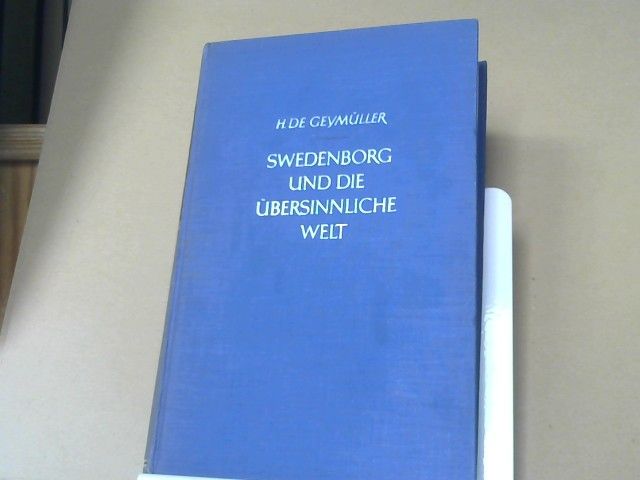 H. DE GEYMÜLLER
SWEDENBORG
UND DIE
ÜBERSINNLICHE
WELT